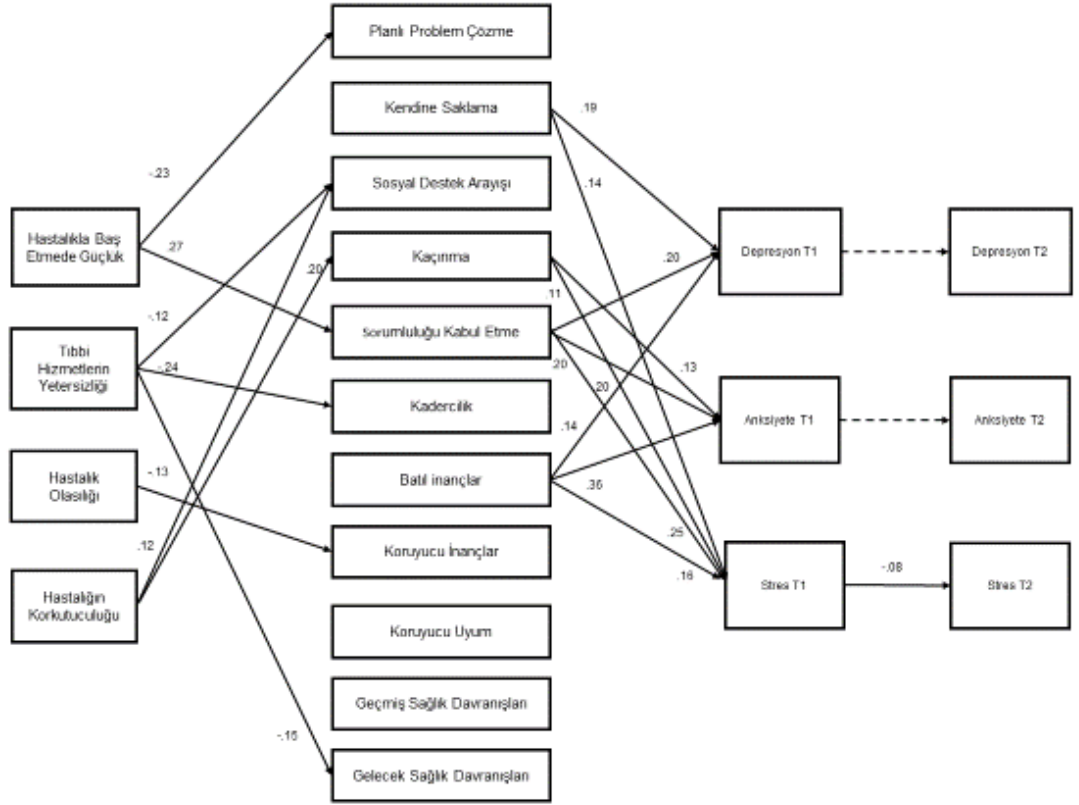 Planlı Problem Çözme
Kendine Saklama
Sosyal Destek Arayışı
Kaçınma
Sorumluluğu Kabul Etme
Kadercilik
Batıl inançlar
Koruyucu İnançlar
Koruyucu Uyum
Geçmiş Sağlık Davranışları
Gelecek Sağlık Davranışları
Hastalıkla Baş
Etmede Güçlük
Tıbbi
Hizmetlerin
Yetersizliği
Hastalık
Olasılığı
Hastalığın
Korkutuculuğu
-.23
.27
.20
-.12
-.24
-.13
.12
-.15
.19
.14
.20
.11
.13
.20
.20
.14
.36
.25
.16
Depresyon T1
Depresyon T2
Anksiyete T1
Anksiyete T2
Stres T1
-.08
Stres T2